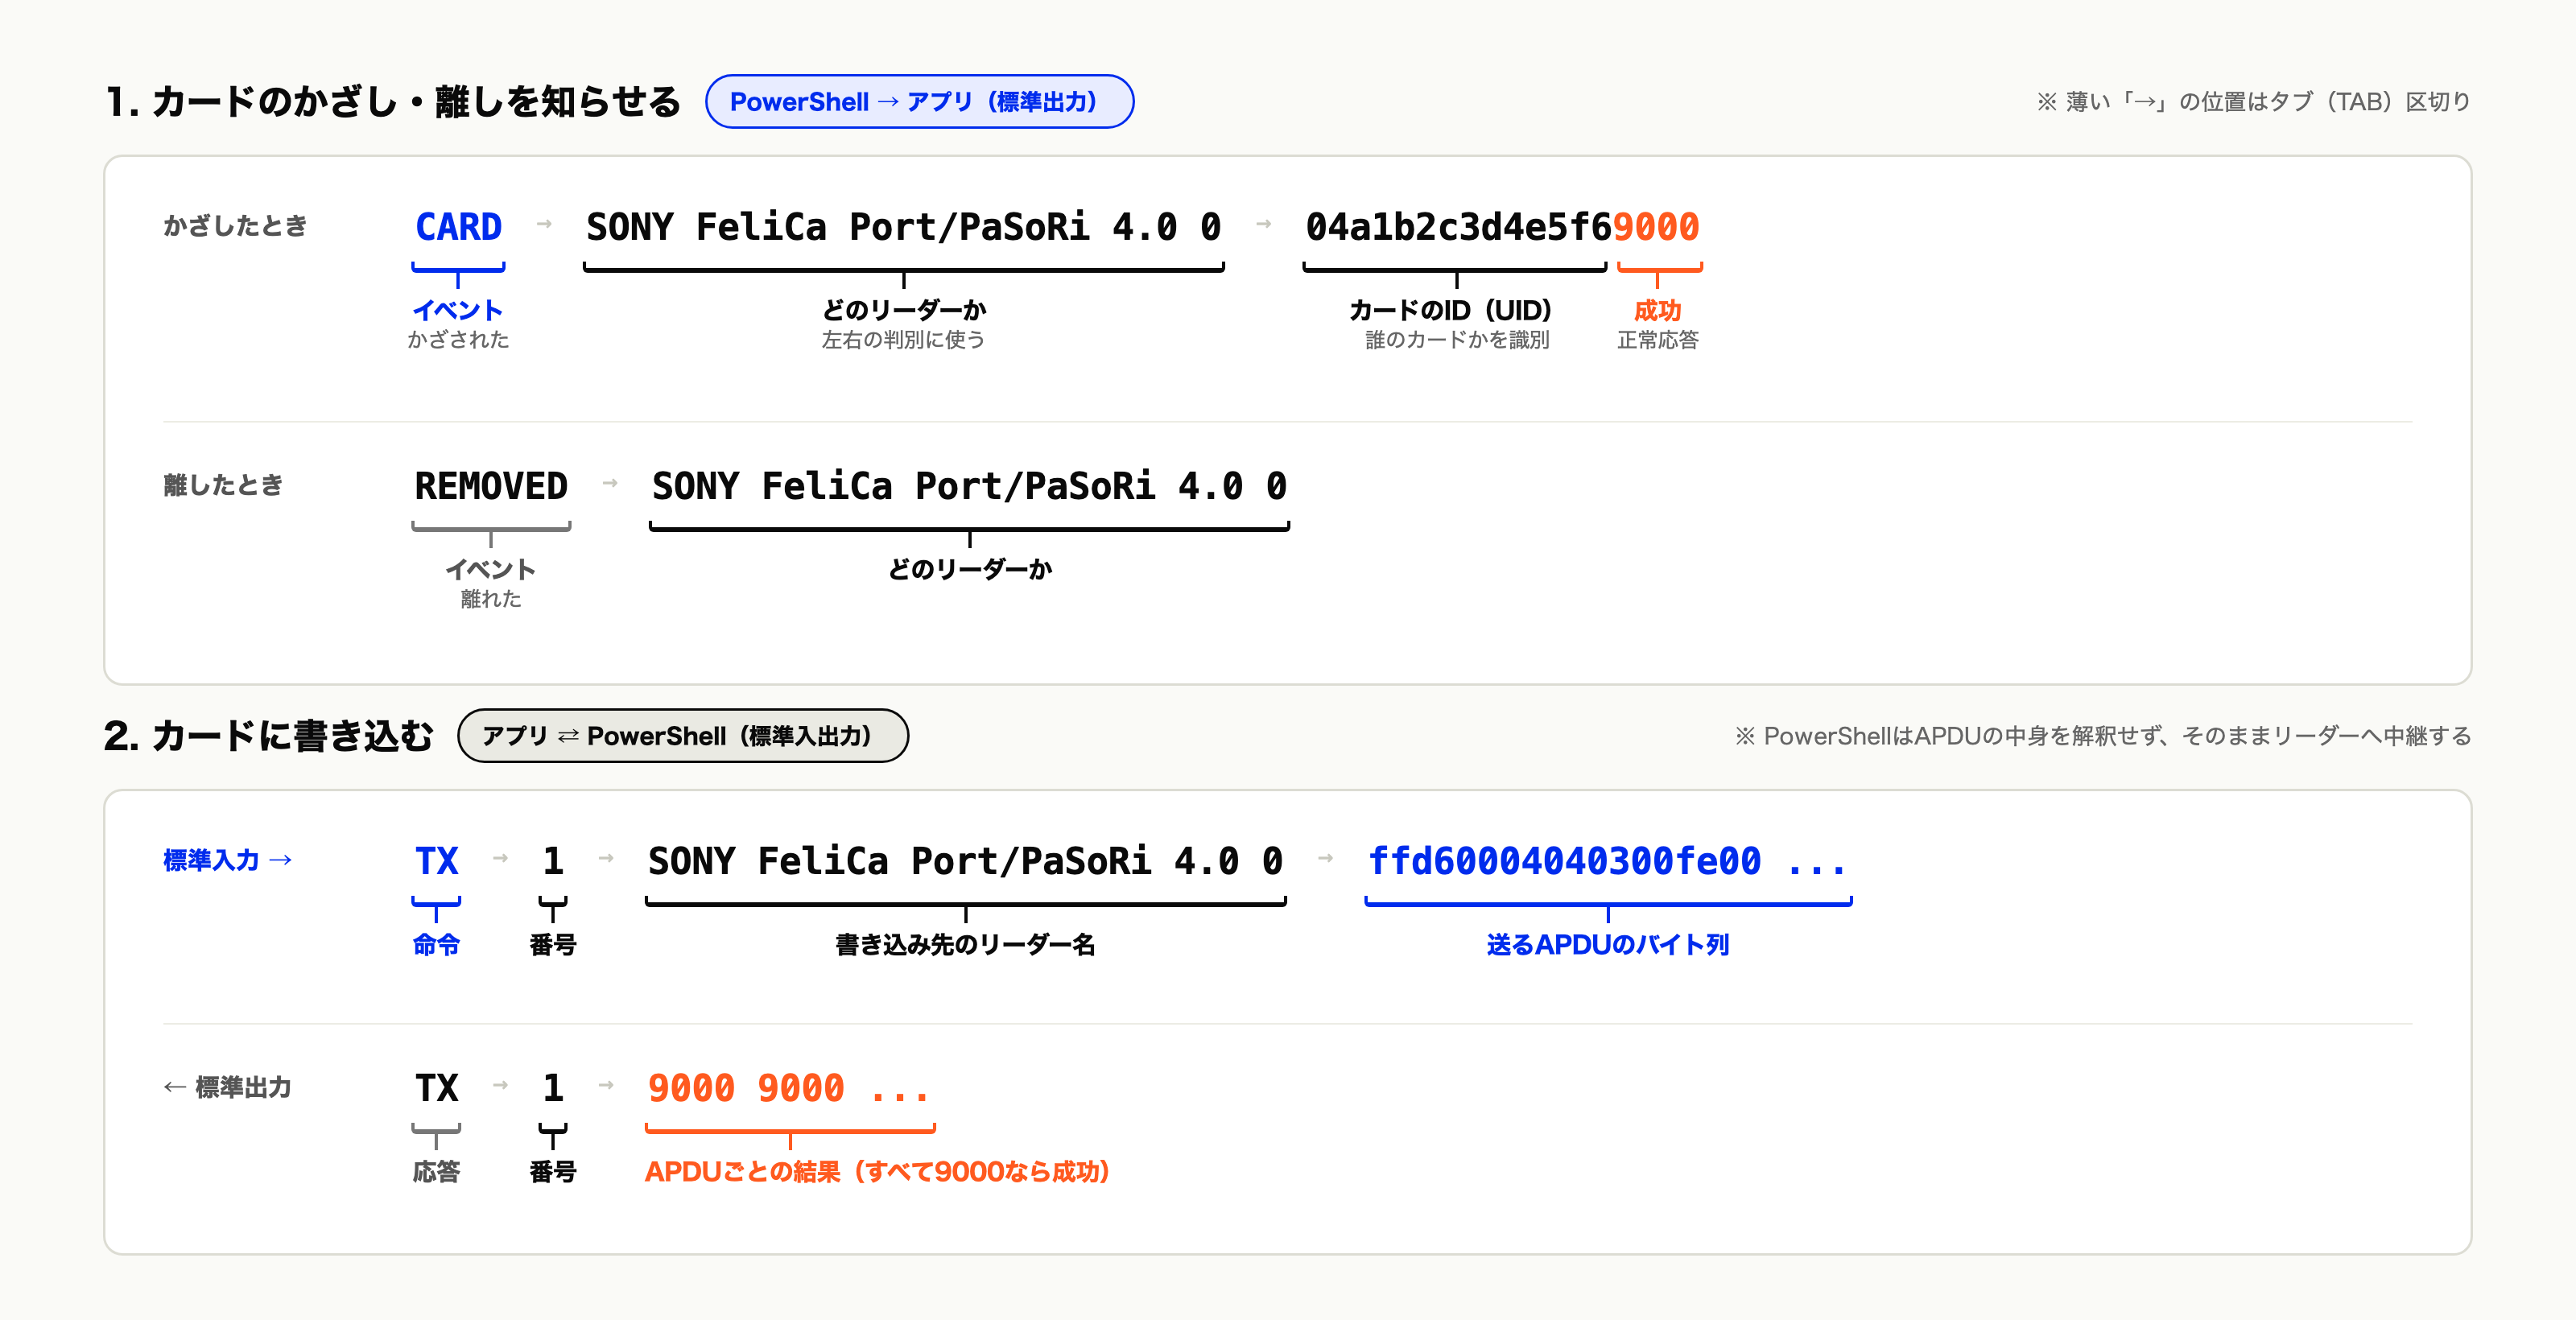 1. カードのかざし・離しを知らせる PowerShell → アプリ（標準出力） ※ 薄い「→」の位置はタブ（TAB）区切り
かざしたとき CARD → SONY FeliCa Port/PaSoRi 4.0 0 → 04a1b2c3d4e5f69000
イベント どのリーダーか カードのID（UID） 成功
かざされた 左右の判別に使う 誰のカードかを識別 正常応答
離したとき REMOVED → SONY FeliCa Port/PaSoRi 4.0 0
イベント どのリーダーか
離れた
2. カードに書き込む アプリ ⇄ PowerShell（標準入出力） ※ PowerShellはAPDUの中身を解釈せず、そのままリーダーへ中継する
標準入力 → TX → 1 → SONY FeliCa Port/PaSoRi 4.0 0 → ffd60004040300fe00 ...
命令 番号 書き込み先のリーダー名 送るAPDUのバイト列
← 標準出力 TX → 1 → 9000 9000 ...
応答 番号 APDUごとの結果（すべて9000なら成功）